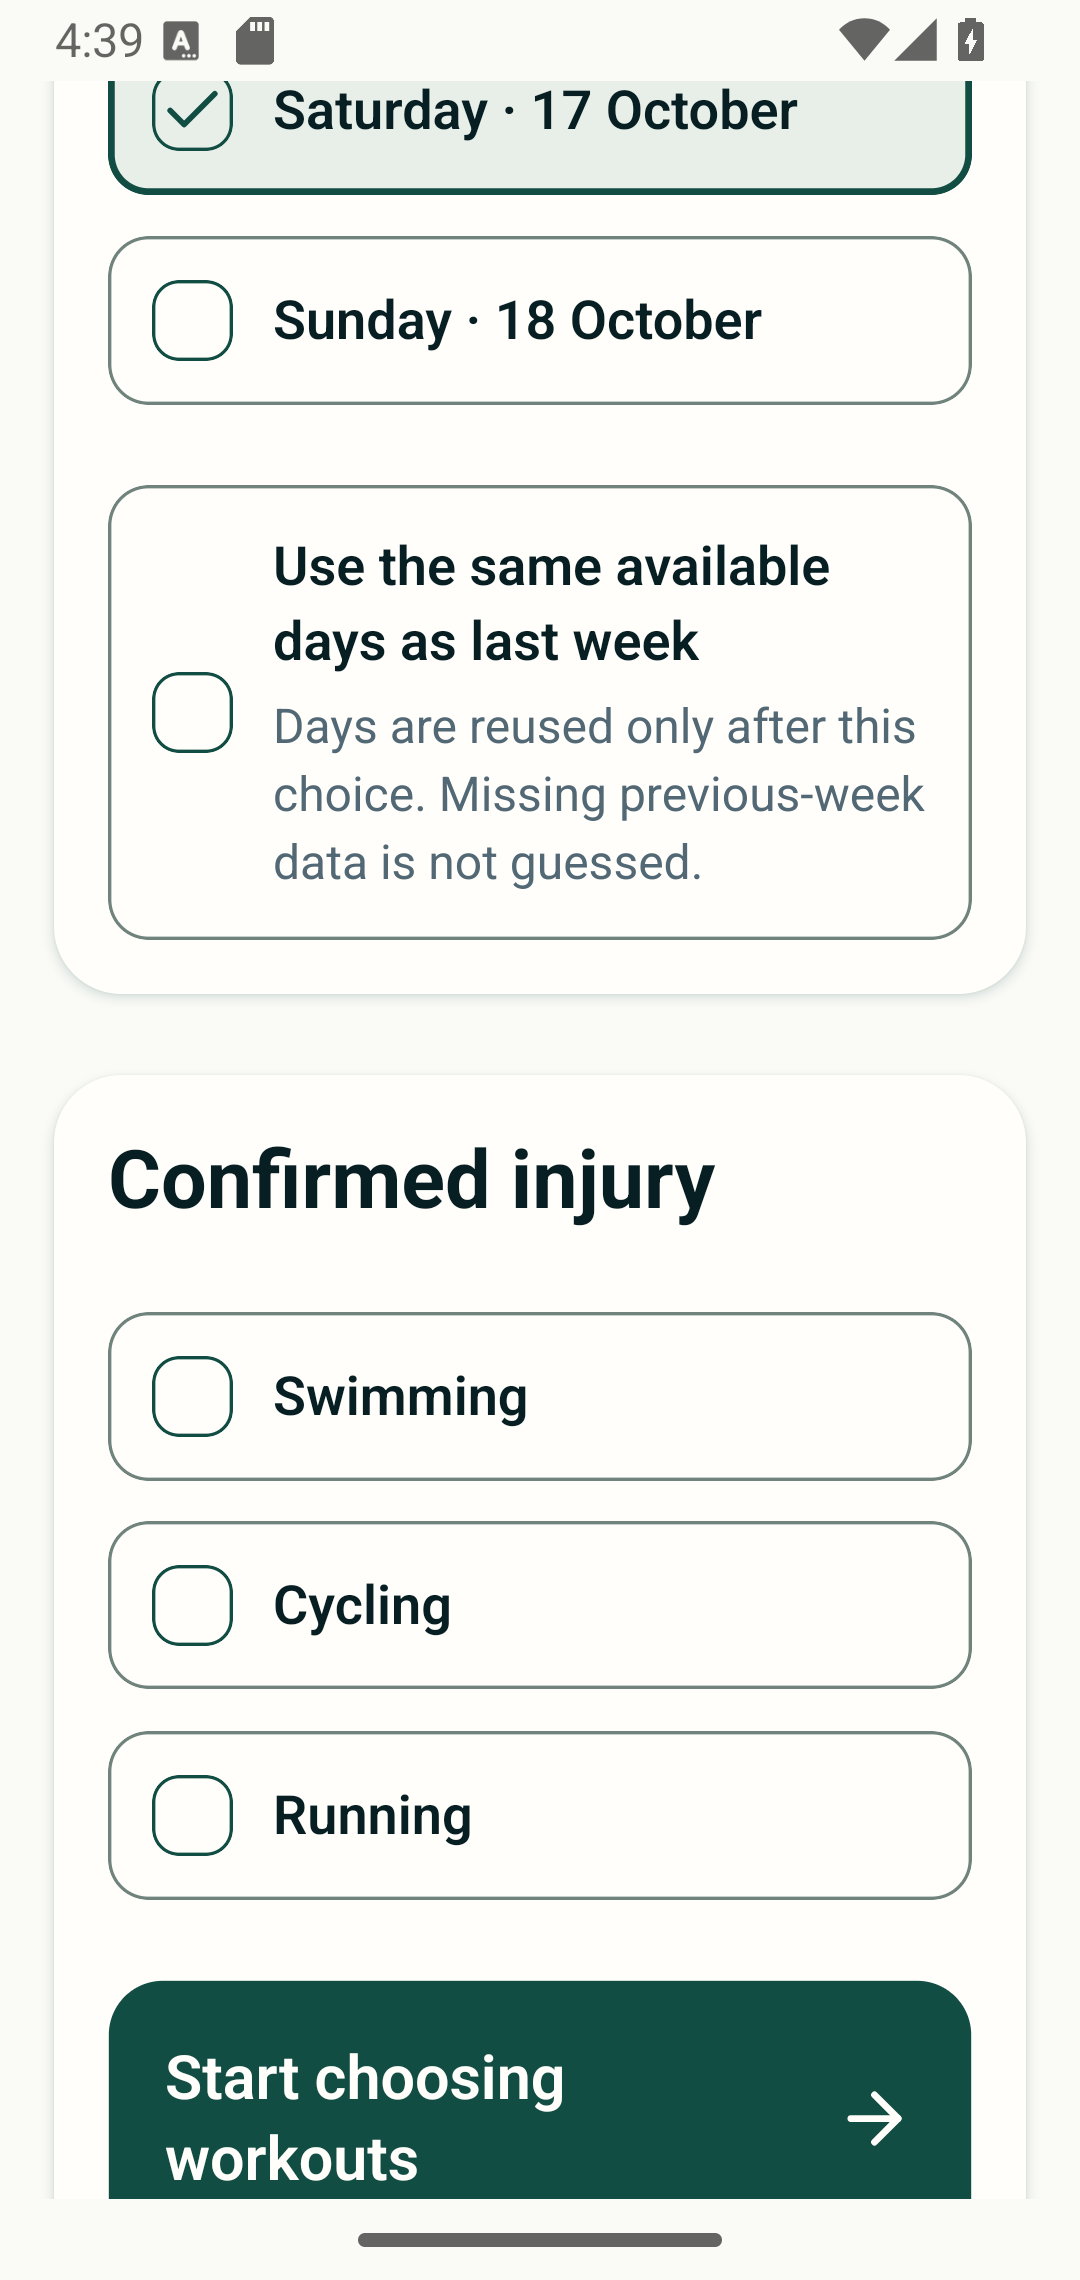 4:39
Saturday · 17 October
Sunday · 18 October
Use the same available
days as last week
Days are reused only after this
choice. Missing previous-week
data is not guessed.
Confirmed injury
Swimming
Cycling
Running
Start choosing
workouts